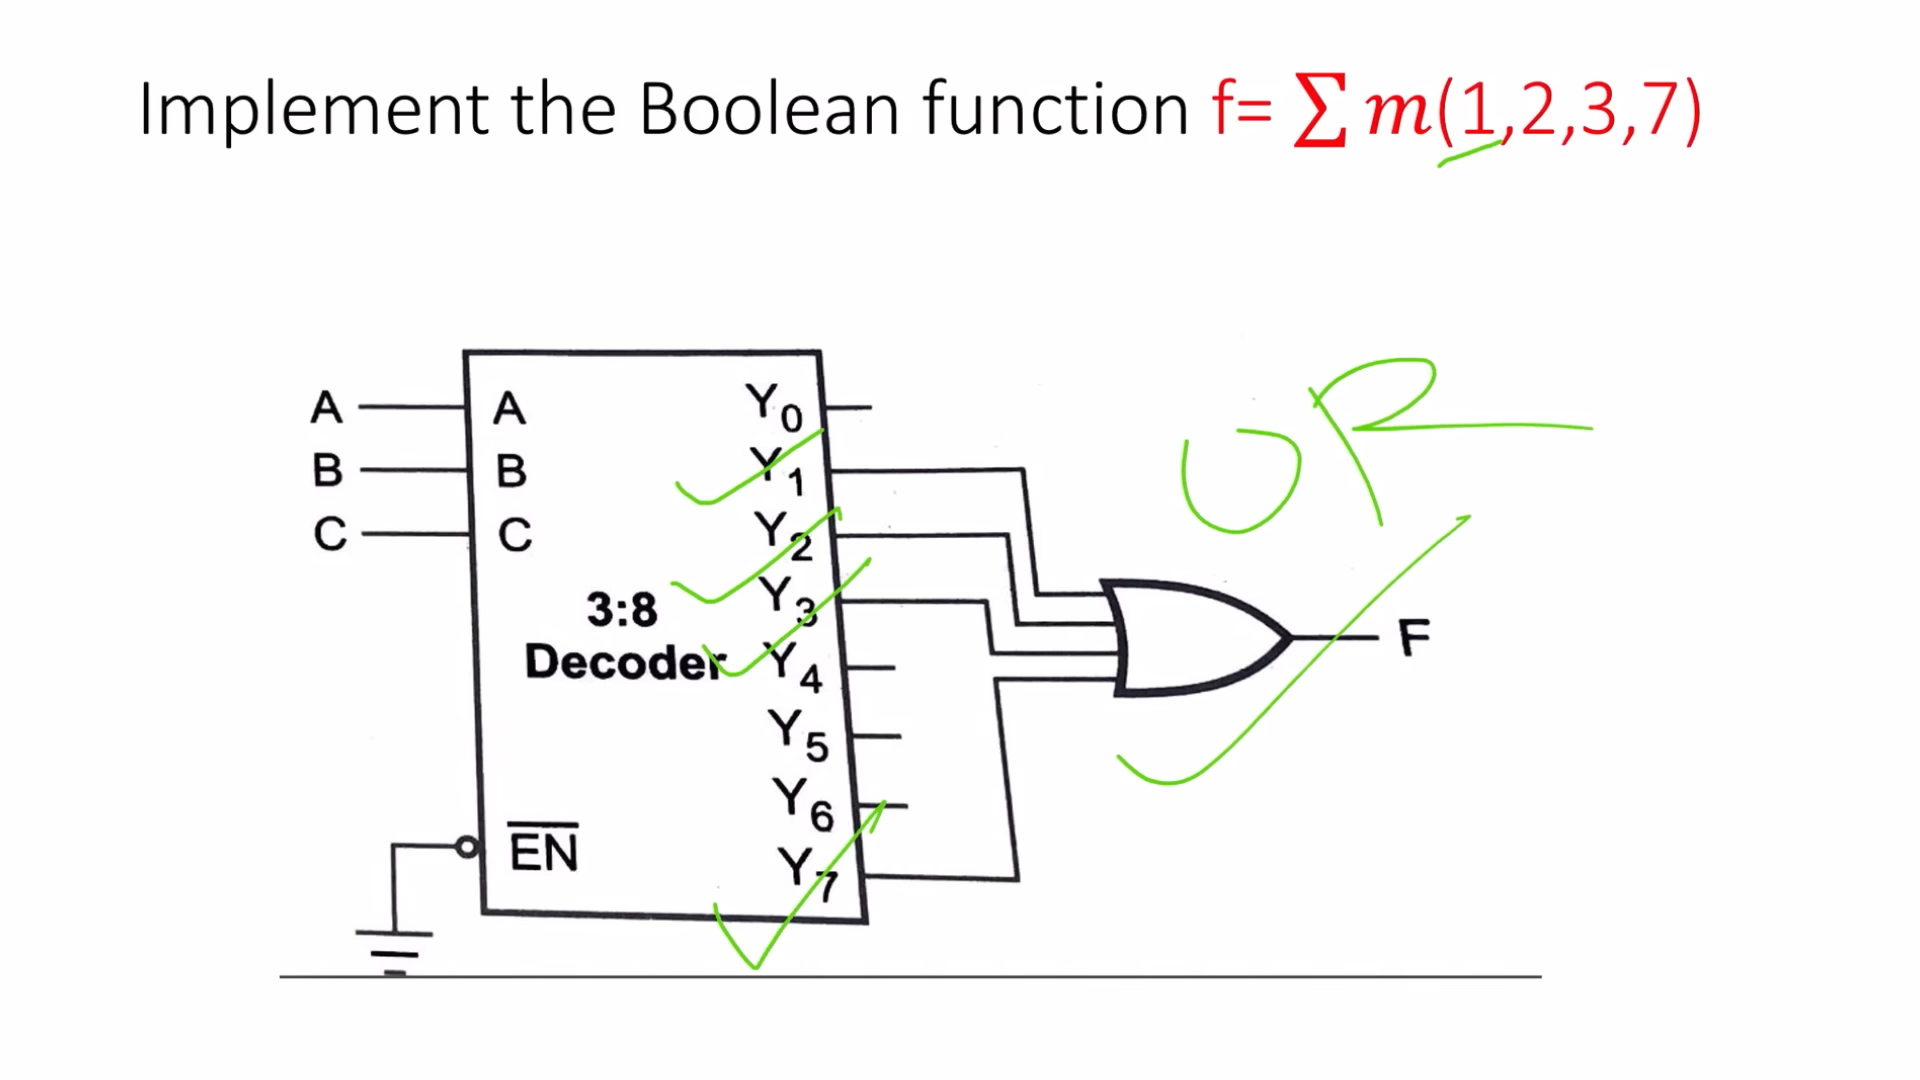 Implement the Boolean function f= ∑ m(1,2,3,7)
OR
A A Y0
B B Y1
C C Y2
3:8 Y3
Decoder Y4
Y5
Y6
EN Y7
F